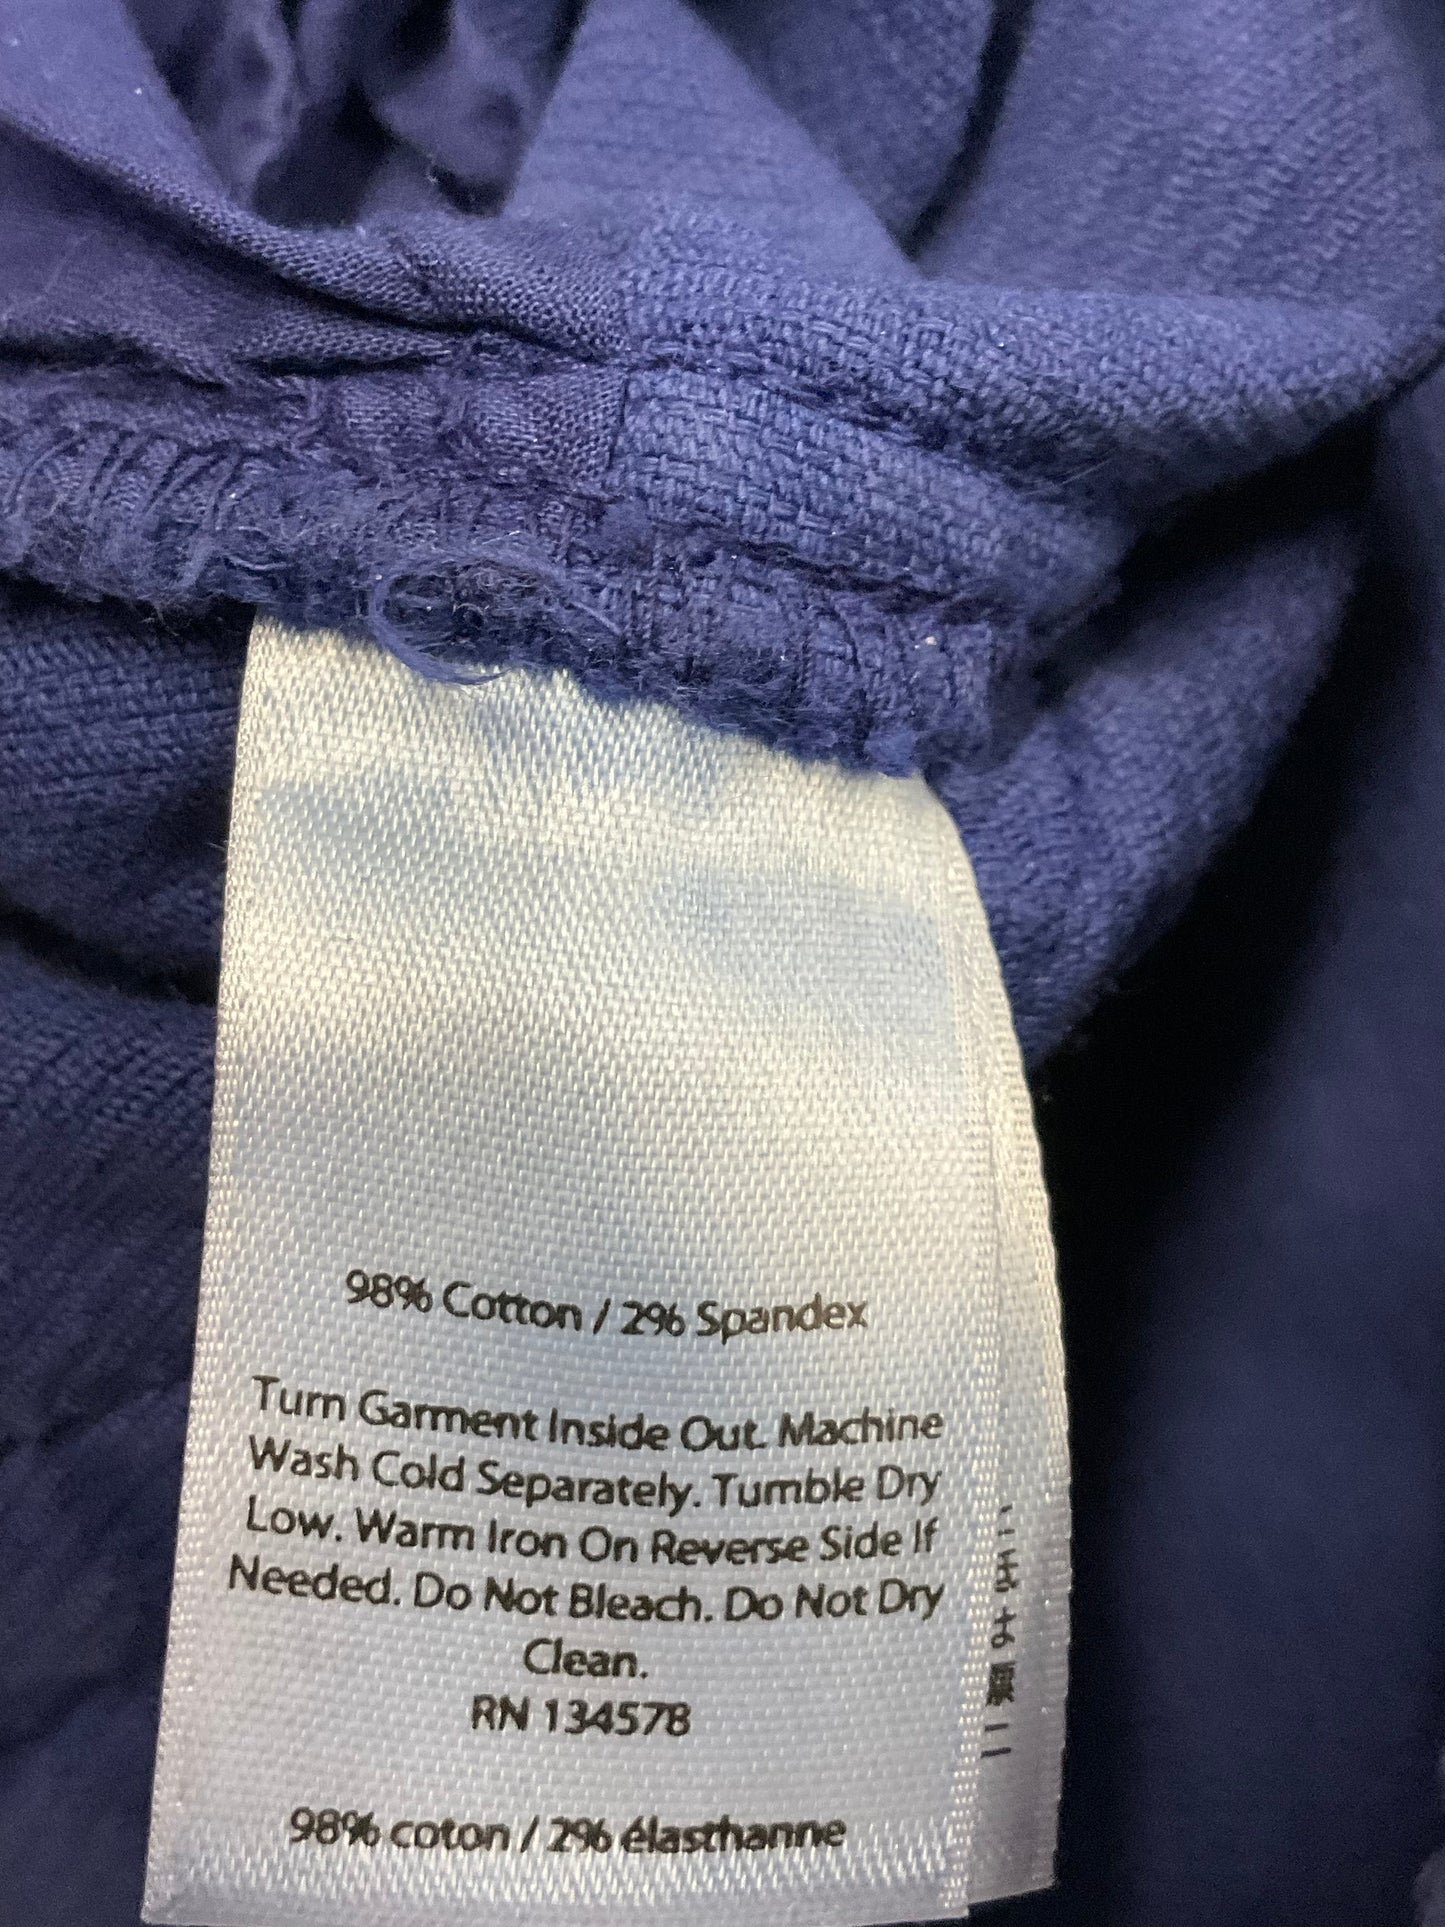 98% Cotton / 2% Spandex
Turn Garment Inside Out. Machine
Wash Cold Separately. Tumble Dry
Low. Warm Iron On Reverse Side If
Needed. Do Not Bleach. Do Not Dry
Clean.
RN 134578
98% coton / 2% élasthanne